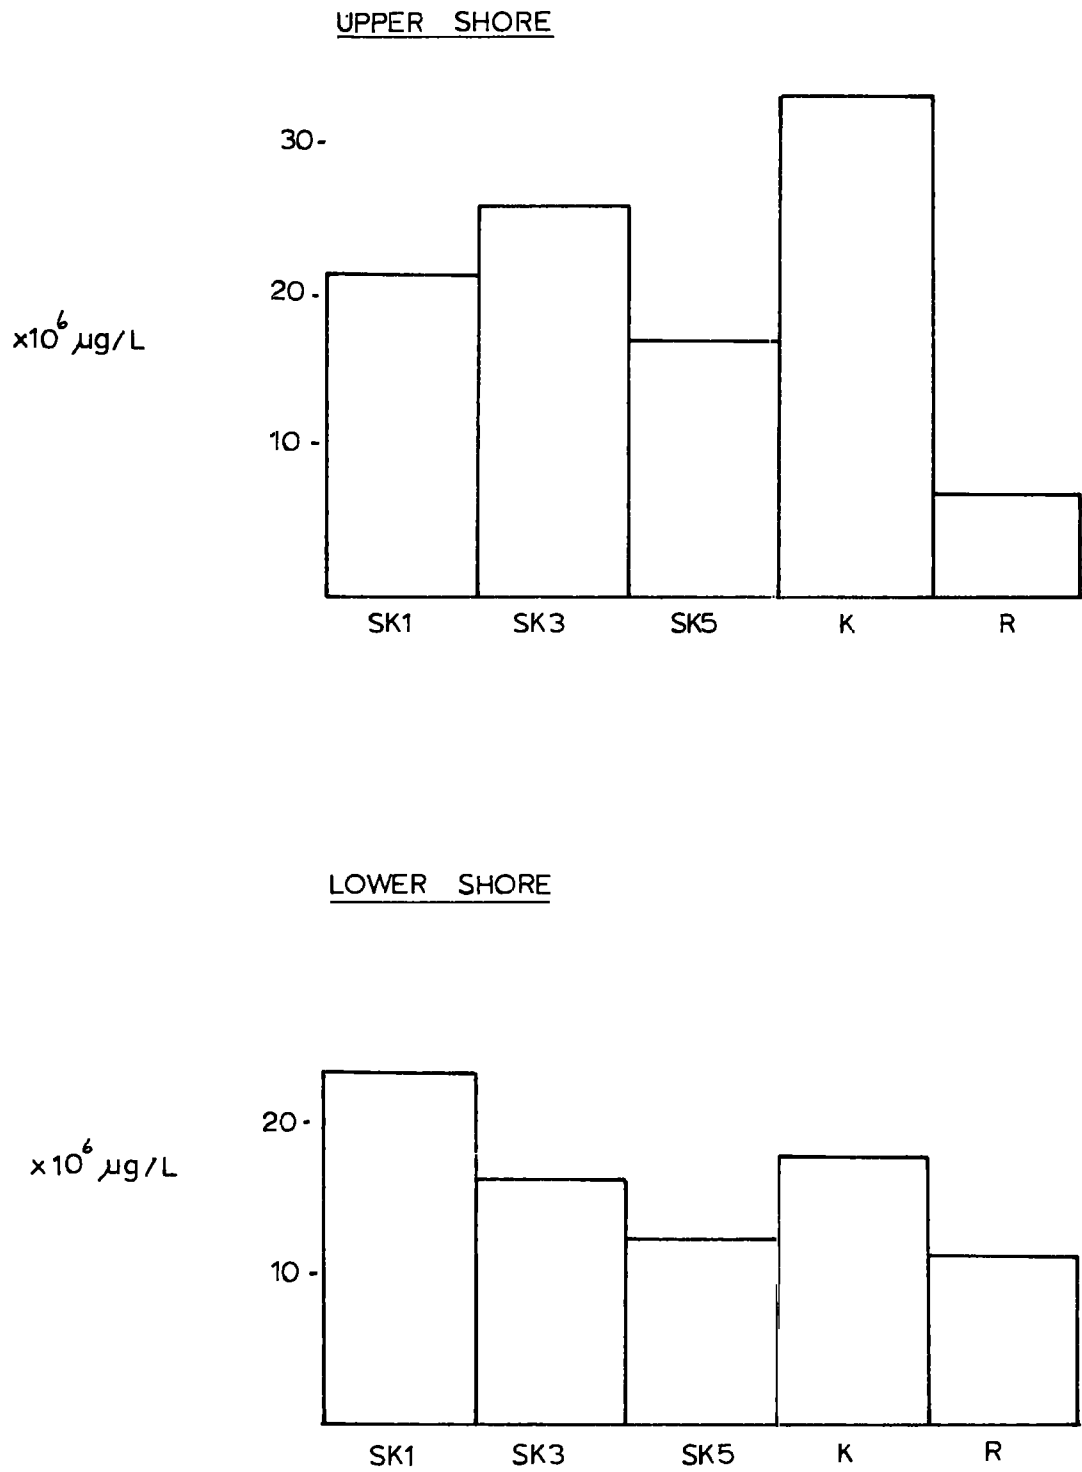 UPPER SHORE
30-
20-
x10⁶ µg/L
10-
SK1 SK3 SK5 K R
LOWER SHORE
20-
x10⁶ µg/L
10-
SK1 SK3 SK5 K R